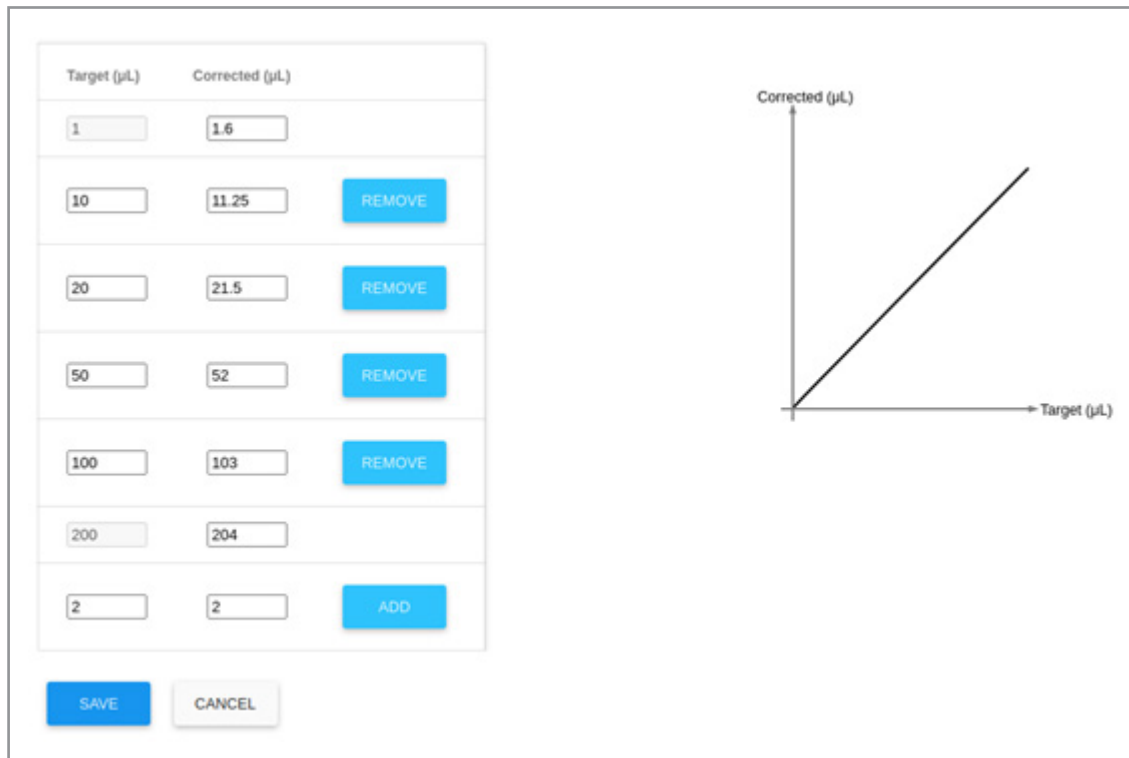 Target (µL) Corrected (µL)
1 1.6
10 11.25 REMOVE
20 21.5 REMOVE
50 52 REMOVE
100 103 REMOVE
200 204
2 2 ADD
SAVE CANCEL
Corrected (µL)
Target (µL)